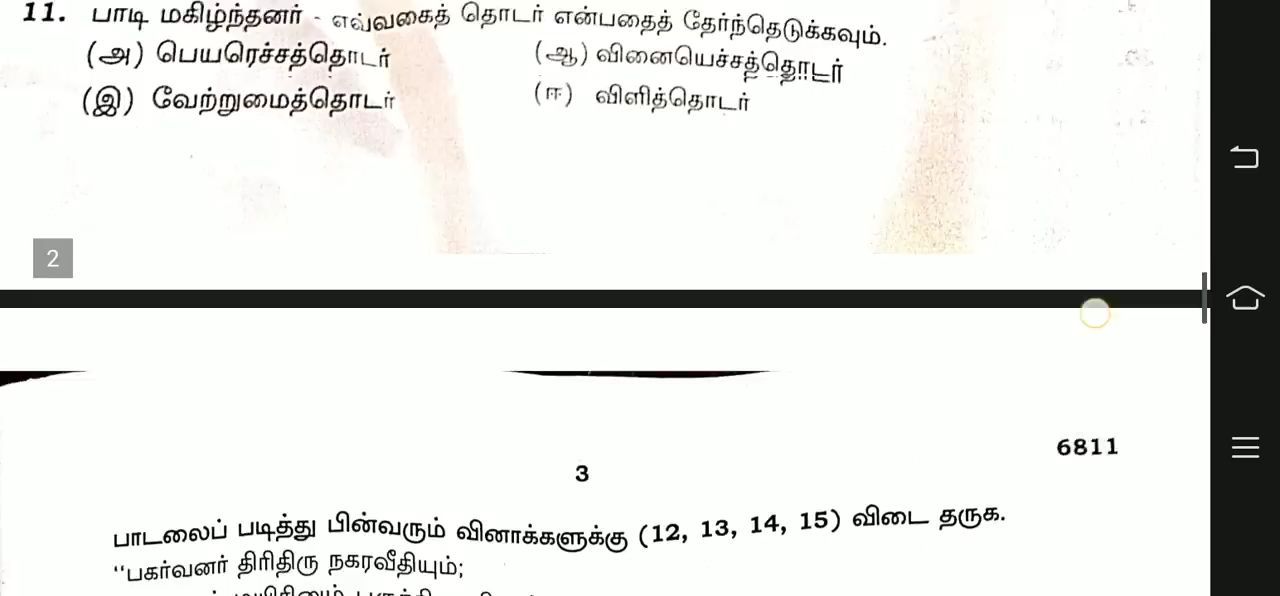 11. பாடி மகிழ்ந்தனர் - எவ்வகைத் தொடர் என்பதைத் தேர்ந்தெடுக்கவும்.
(அ) பெயரெச்சத்தொடர் (ஆ) வினையெச்சத்தொடர்
(இ) வேற்றுமைத்தொடர் (ஈ) விளித்தொடர்
2
6811
3
பாடலைப் படித்து பின்வரும் வினாக்களுக்கு (12, 13, 14, 15) விடை தருக.
“பகர்வனர் திரிதிரு நகரவீதியும்;